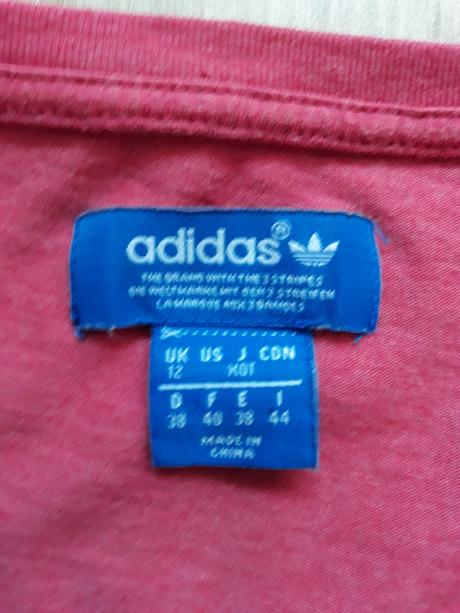 adidas®
THE BRAND WITH THE 3 STRIPES
DIE WELTMARKE MIT DEN 3 STREIFEN
LA MARQUE AUX 3 BANDES
UK US J CDN
12 XOT
D F E I
38 40 38 44
MADE IN
CHINA